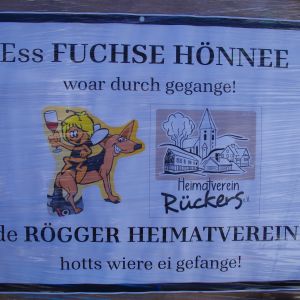 Ess FUCHSE HÖNNEE
woar durch gegange!
Heimatverein
Rückers e.V.
de RÖGGER HEIMATVEREIN
hotts wiere ei gefange!